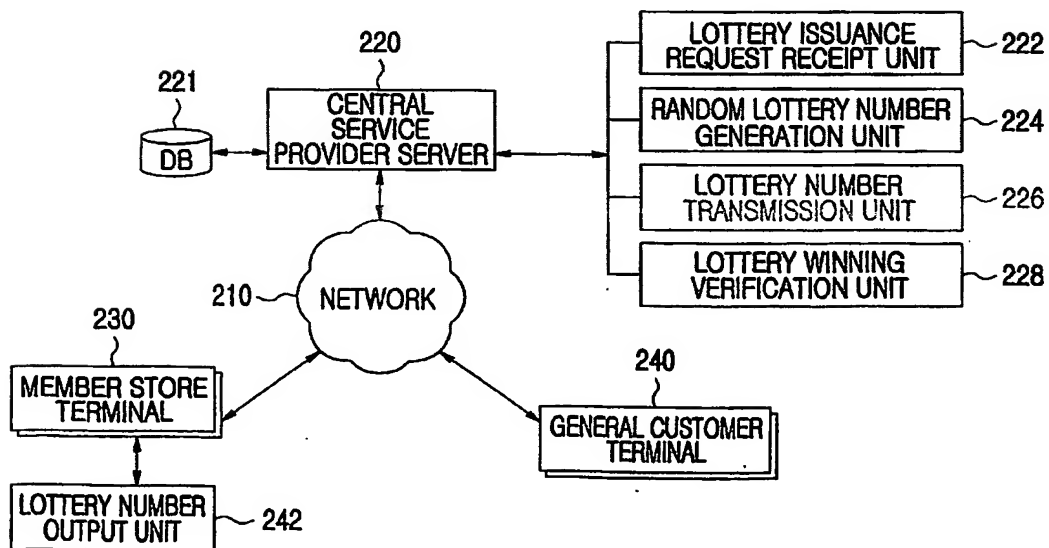 220
221
CENTRAL
SERVICE
PROVIDER SERVER
DB
LOTTERY ISSUANCE
REQUEST RECEIPT UNIT
222
RANDOM LOTTERY NUMBER
GENERATION UNIT
224
LOTTERY NUMBER
TRANSMISSION UNIT
226
LOTTERY WINNING
VERIFICATION UNIT
228
210
NETWORK
230
MEMBER STORE
TERMINAL
240
GENERAL CUSTOMER
TERMINAL
LOTTERY NUMBER
OUTPUT UNIT
242